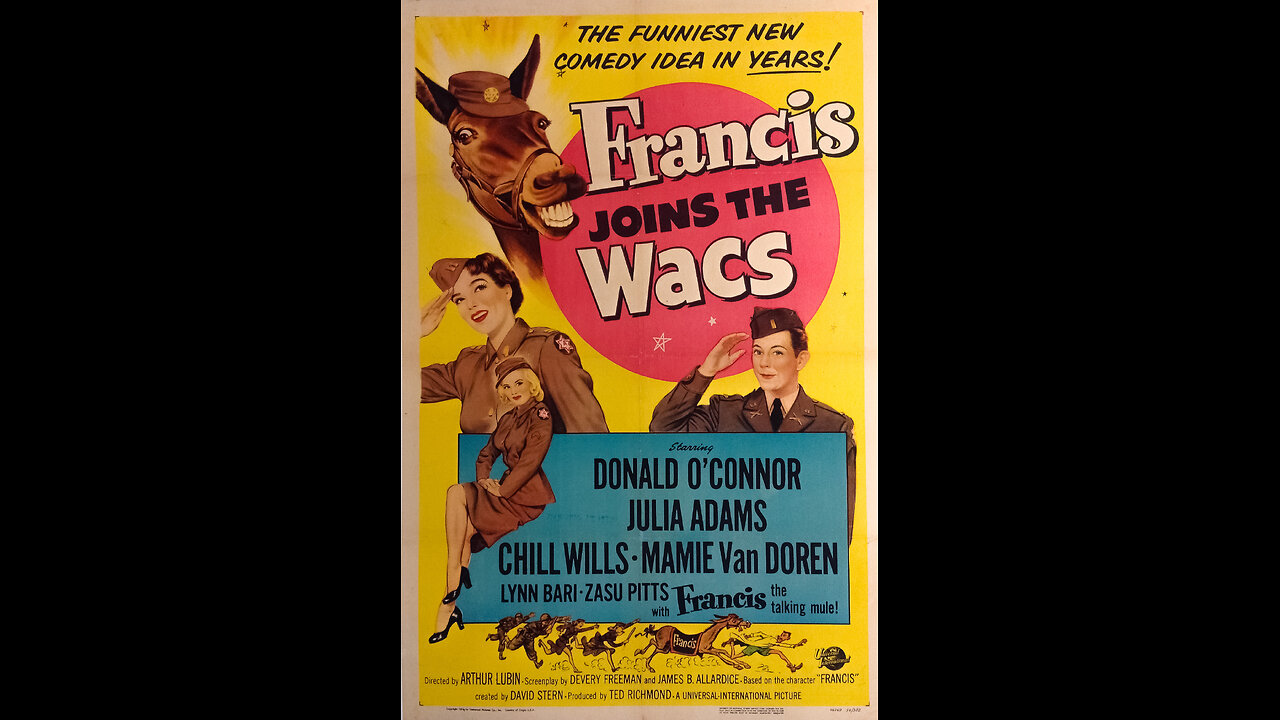 THE FUNNIEST NEW
COMEDY IDEA IN YEARS!
Francis
JOINS THE
WACS
Starring
DONALD O'CONNOR
JULIA ADAMS
CHILL WILLS · MAMIE Van DOREN
LYNN BARI · ZASU PITTS with Francis the talking mule!
Francis
Directed by ARTHUR LUBIN · Screenplay by DEVERY FREEMAN and JAMES B. ALLARDICE · Based on the character "FRANCIS"
created by DAVID STERN · Produced by TED RICHMOND · A UNIVERSAL-INTERNATIONAL PICTURE